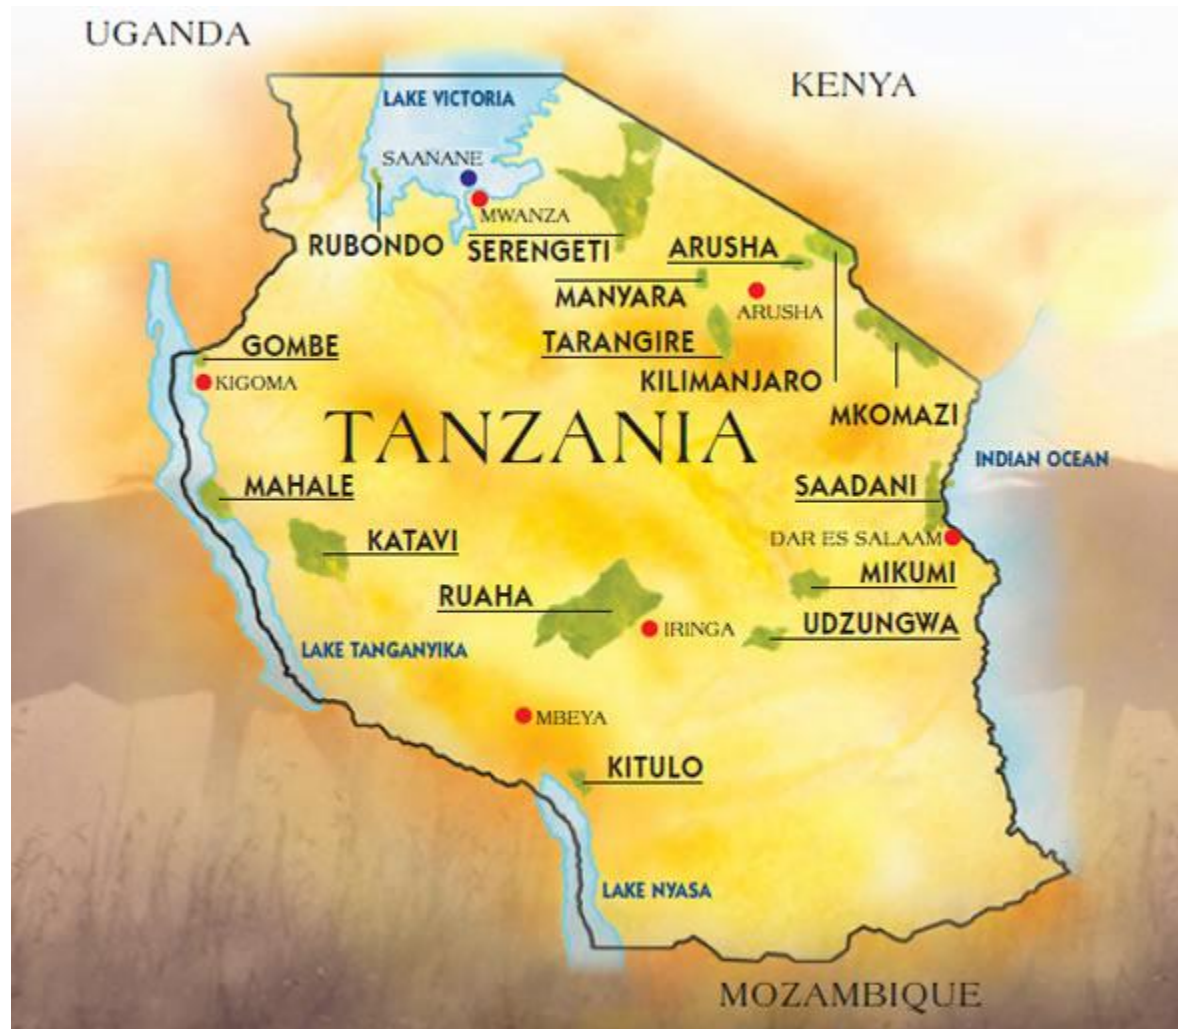 UGANDA
KENYA
LAKE VICTORIA
SAANANE
MWANZA
RUBONDO
SERENGETI
ARUSHA
MANYARA
ARUSHA
TARANGIRE
GOMBE
KIGOMA
KILIMANJARO
MKOMAZI
TANZANIA
INDIAN OCEAN
MAHALE
SAADANI
KATAVI
DAR ES SALAAM
MIKUMI
RUAHA
UDZUNGWA
IRINGA
LAKE TANGANYIKA
MBEYA
KITULO
LAKE NYASA
MOZAMBIQUE